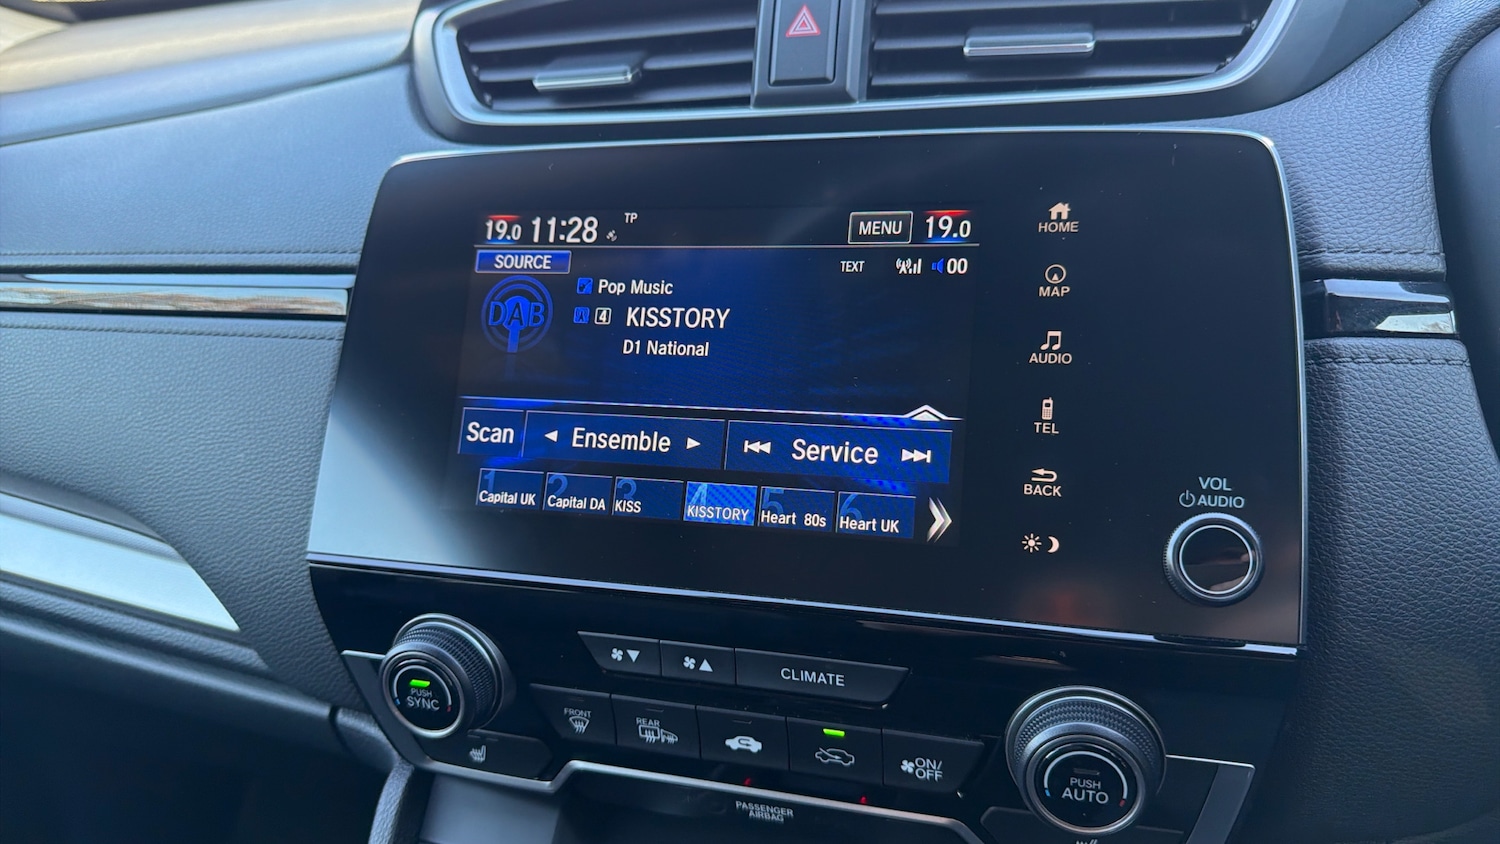 19.0 11:28 TP MENU 19.0
SOURCE TEXT 00
DAB
Pop Music
A 4 KISSTORY
D1 National
Scan Ensemble Service
1 Capital UK 2 Capital DA 3 KISS 4 KISSTORY 5 Heart 80s 6 Heart UK
HOME
MAP
AUDIO
TEL
BACK
VOL
AUDIO
PUSH
SYNC
CLIMATE
FRONT
REAR
ON/
OFF
PUSH
AUTO
PASSENGER
AIRBAG